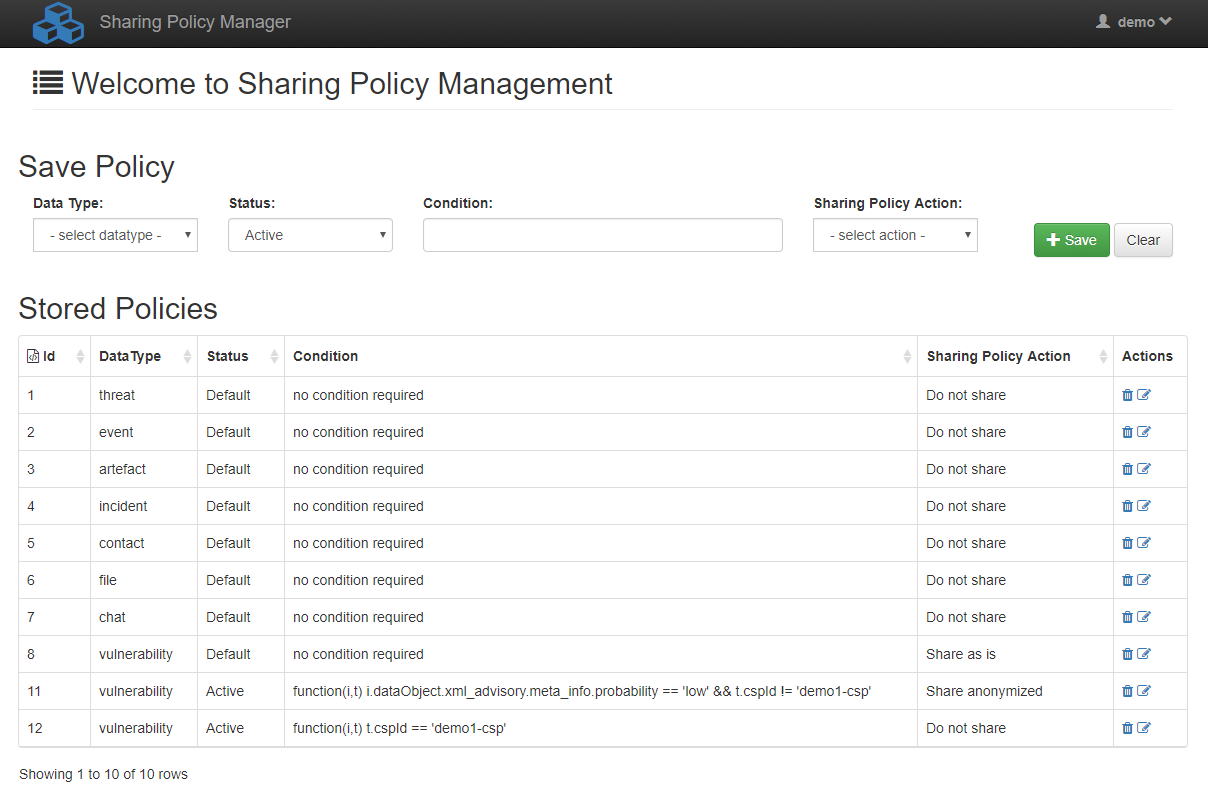 Sharing Policy Manager demo
Welcome to Sharing Policy Management
Save Policy
Data Type: Status: Condition: Sharing Policy Action:
- select datatype - Active - select action - Save Clear
Stored Policies
Id DataType Status Condition Sharing Policy Action Actions
1 threat Default no condition required Do not share
2 event Default no condition required Do not share
3 artefact Default no condition required Do not share
4 incident Default no condition required Do not share
5 contact Default no condition required Do not share
6 file Default no condition required Do not share
7 chat Default no condition required Do not share
8 vulnerability Default no condition required Share as is
11 vulnerability Active function(i,t) i.dataObject.xml_advisory.meta_info.probability == 'low' && t.cspId != 'demo1-csp' Share anonymized
12 vulnerability Active function(i,t) t.cspId == 'demo1-csp' Do not share
Showing 1 to 10 of 10 rows